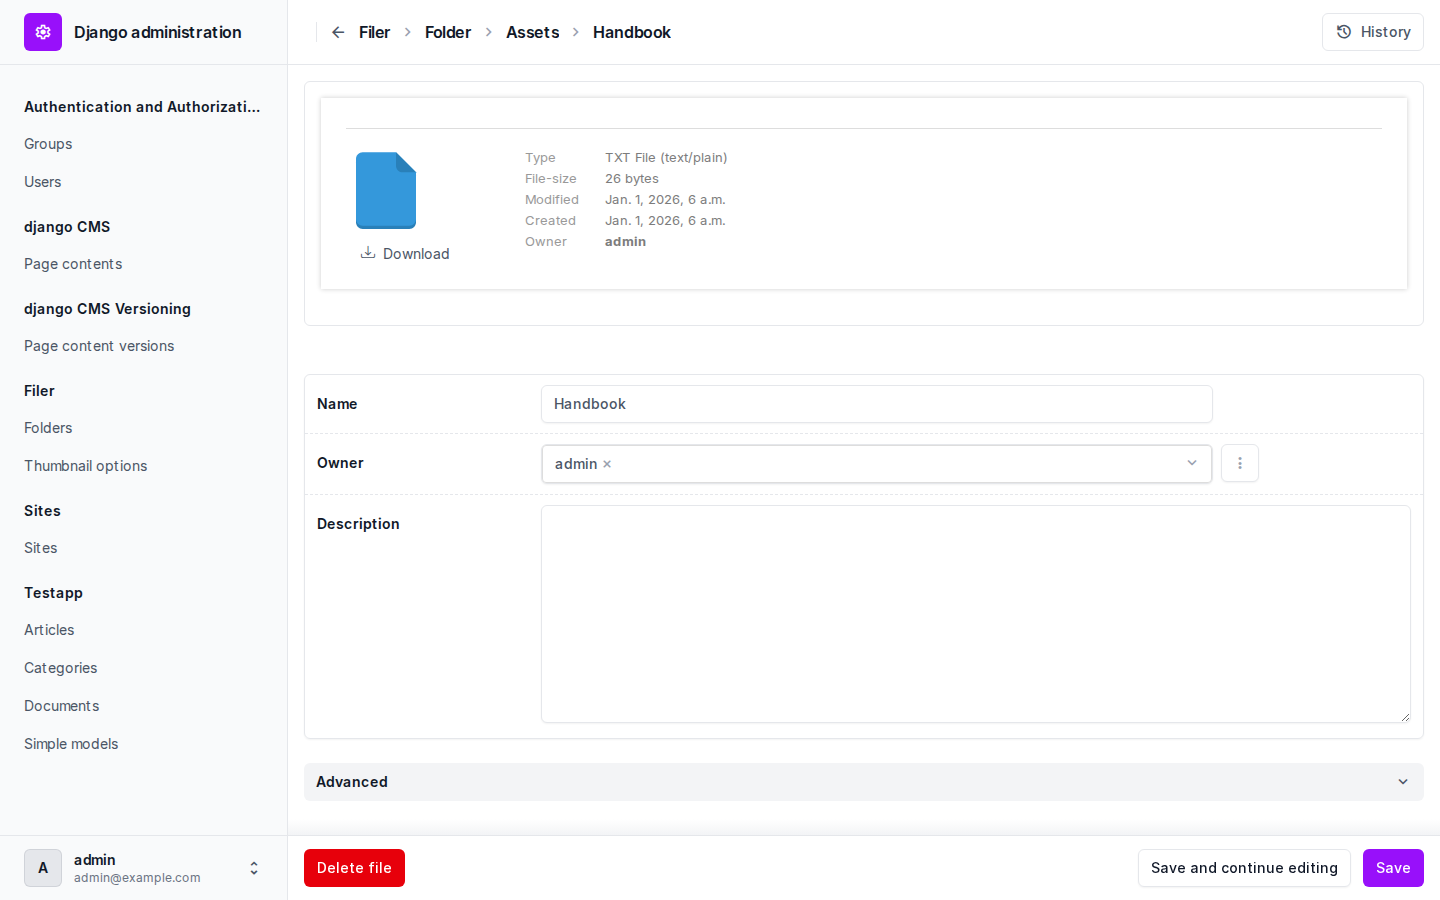 Django administration
Filer
Folder
Assets
Handbook
History
Authentication and Authorizati...
Groups
Users
django CMS
Page contents
django CMS Versioning
Page content versions
Filer
Folders
Thumbnail options
Sites
Sites
Testapp
Articles
Categories
Documents
Simple models
A
admin
admin@example.com
Download
Type TXT File (text/plain)
File-size 26 bytes
Modified Jan. 1, 2026, 6 a.m.
Created Jan. 1, 2026, 6 a.m.
Owner admin
Name Handbook
Owner admin ×
Description
Advanced
Delete file
Save and continue editing
Save